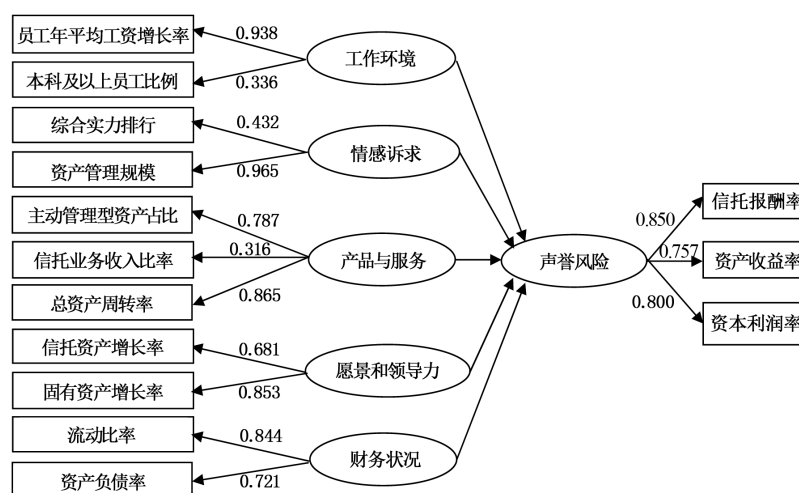 员工年平均工资增长率
0.938
工作环境
本科及以上员工比例
0.336
综合实力排行
0.432
情感诉求
资产管理规模
0.965
主动管理型资产占比
0.787
信托业务收入比率
0.316
产品与服务
总资产周转率
0.865
声誉风险
信托报酬率
0.850
资产收益率
0.757
资本利润率
0.800
信托资产增长率
0.681
愿景和领导力
固有资产增长率
0.853
流动比率
0.844
财务状况
资产负债率
0.721